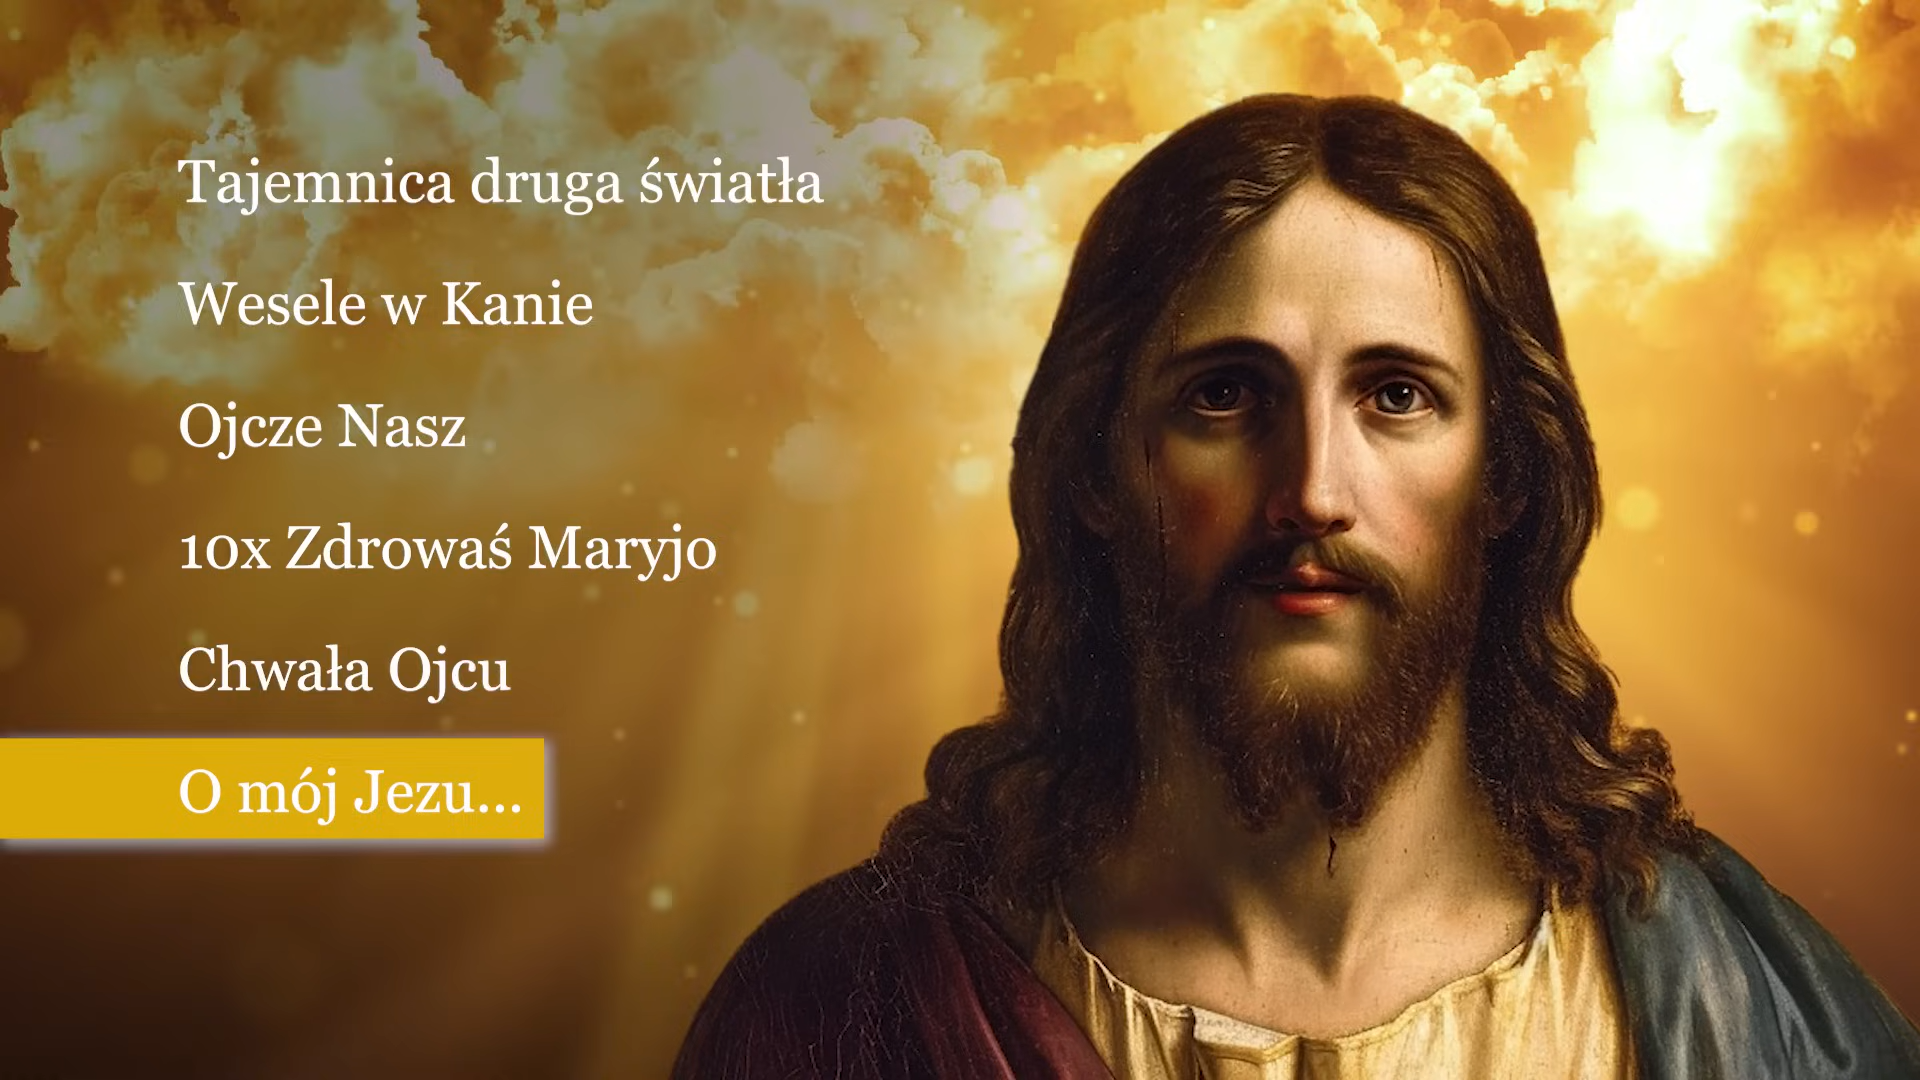 Tajemnica druga światła
Wesele w Kanie
Ojcze Nasz
10x Zdrowaś Maryjo
Chwała Ojcu
O mój Jezu...